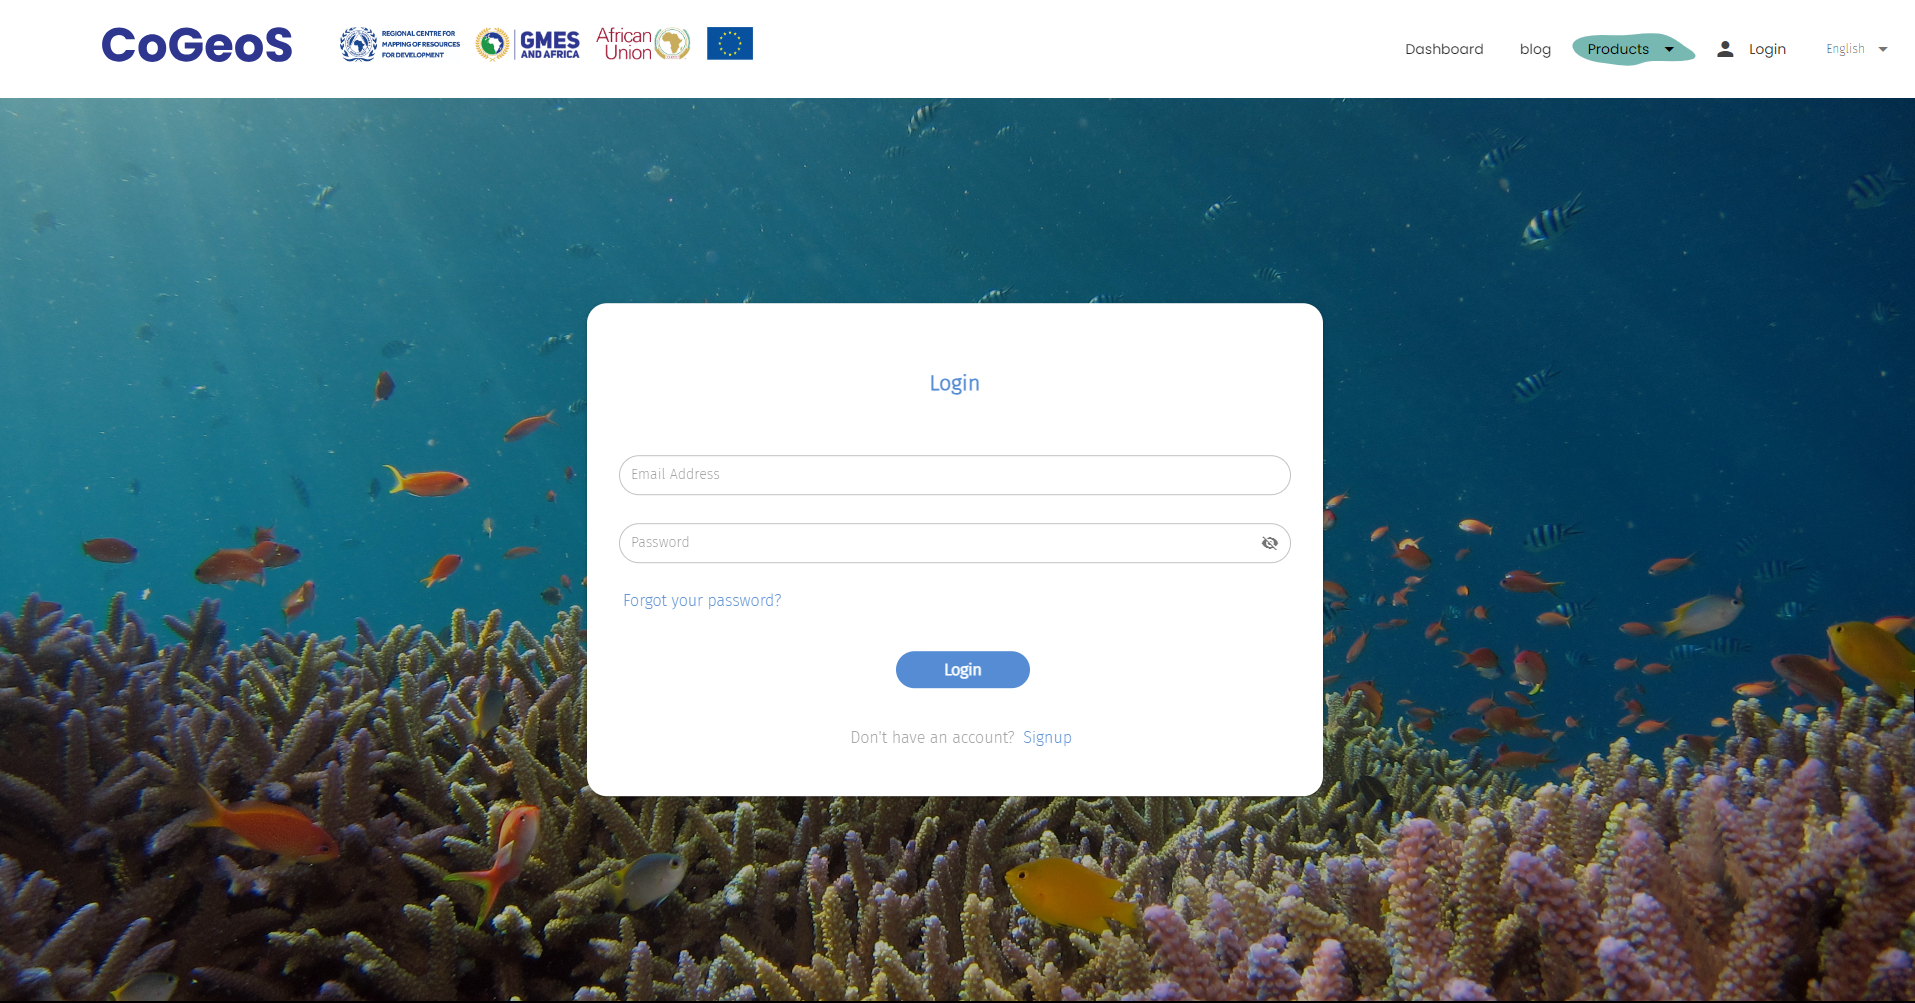 CoGeoS
REGIONAL CENTRE FOR
MAPPING OF RESOURCES
FOR DEVELOPMENT
GMES
AND AFRICA
African
Union
Dashboard
blog
Products
Login
English
Login
Email Address
Password
Forgot your password?
Login
Don't have an account? Signup